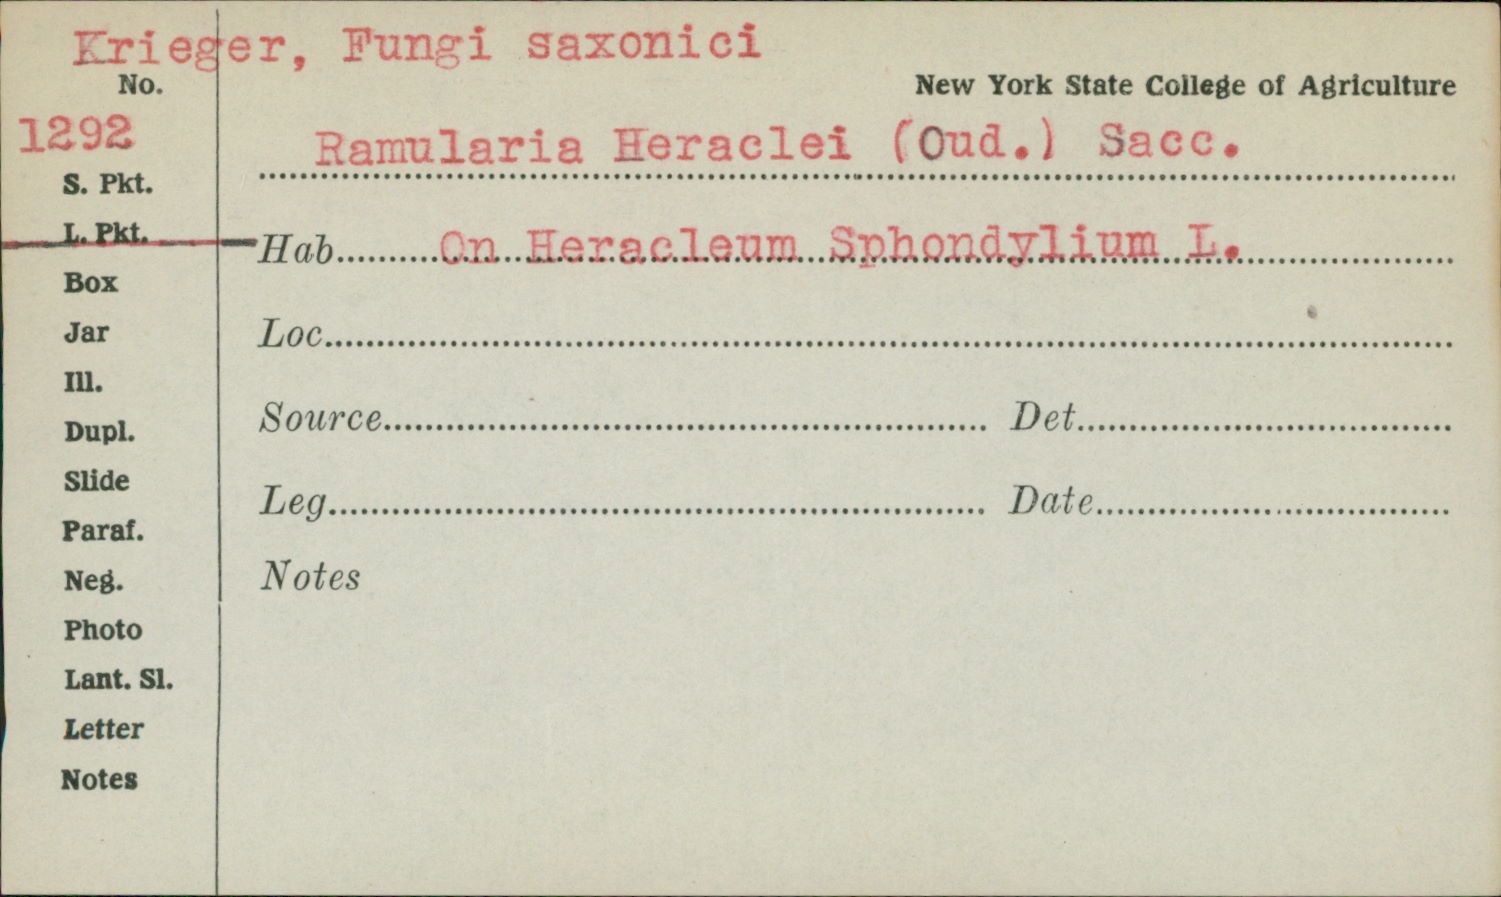 Krieger, Fungi saxonici
No.
New York State College of Agriculture
1292
Ramularia Heraclei (Oud.) Sacc.
S. Pkt.
L. Pkt.
Hab. On Heracleum Sphondylium L.
Box
Jar
Loc.
Ill.
Dupl.
Source
Det.
Slide
Leg.
Date
Paraf.
Neg.
Notes
Photo
Lant. Sl.
Letter
Notes